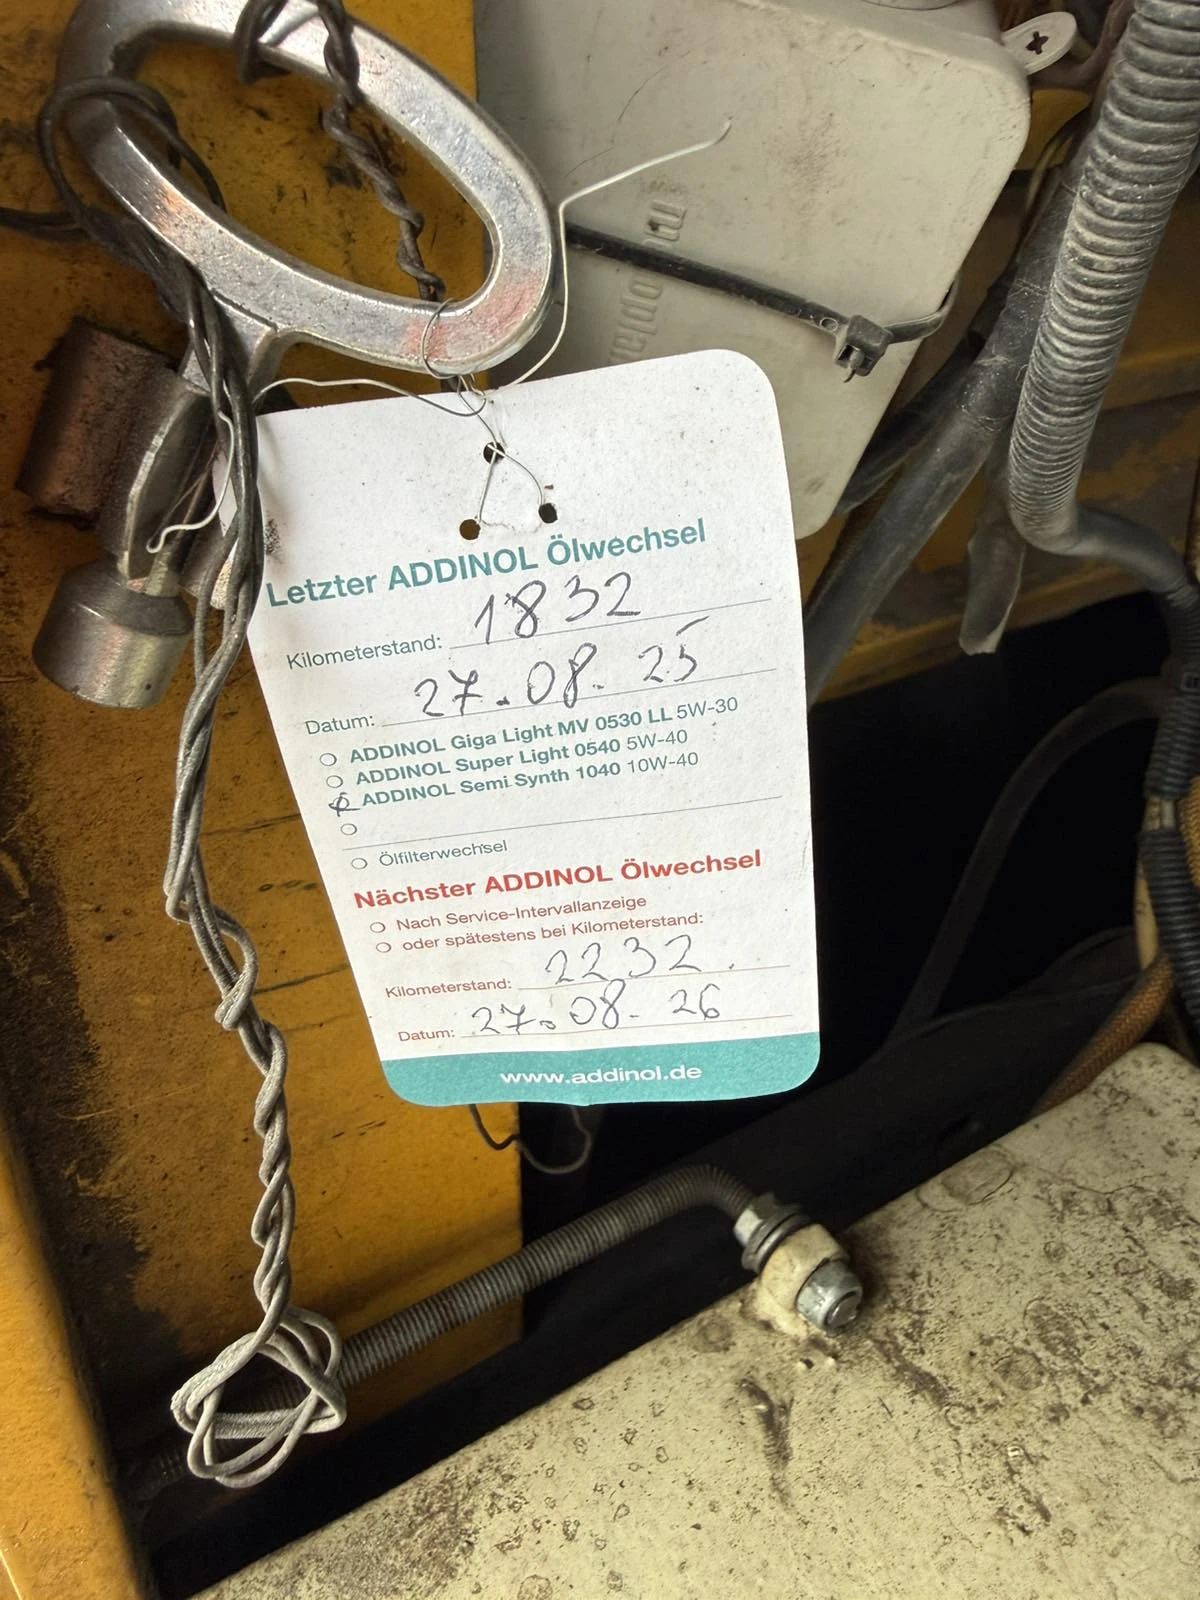 Letzter ADDINOL Ölwechsel
Kilometerstand: 1832
Datum: 27.08.25
ADDINOL Giga Light MV 0530 LL 5W-30
ADDINOL Super Light 0540 5W-40
ADDINOL Semi Synth 1040 10W-40
Ölfilterwechsel
Nächster ADDINOL Ölwechsel
Nach Service-Intervallanzeige
oder spätestens bei Kilometerstand:
Kilometerstand: 2232.
Datum: 27.08.26
www.addinol.de